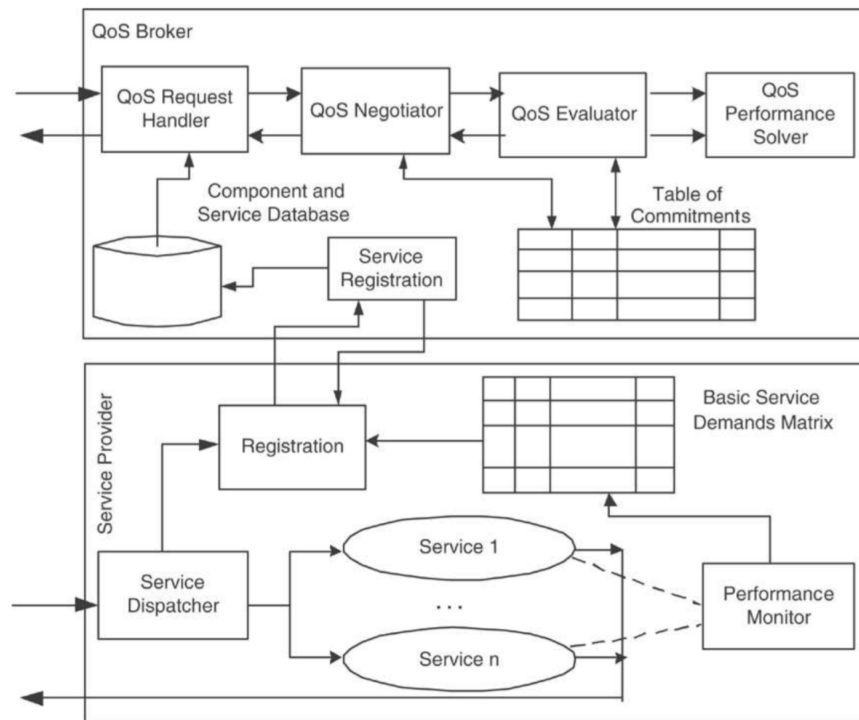 QoS Broker
QoS Request
Handler
QoS Negotiator
QoS Evaluator
QoS
Performance
Solver
Component and
Service Database
Table of
Commitments
Service
Registration
Service Provider
Registration
Basic Service
Demands Matrix
Service 1
Service
Dispatcher
...
Performance
Monitor
Service n